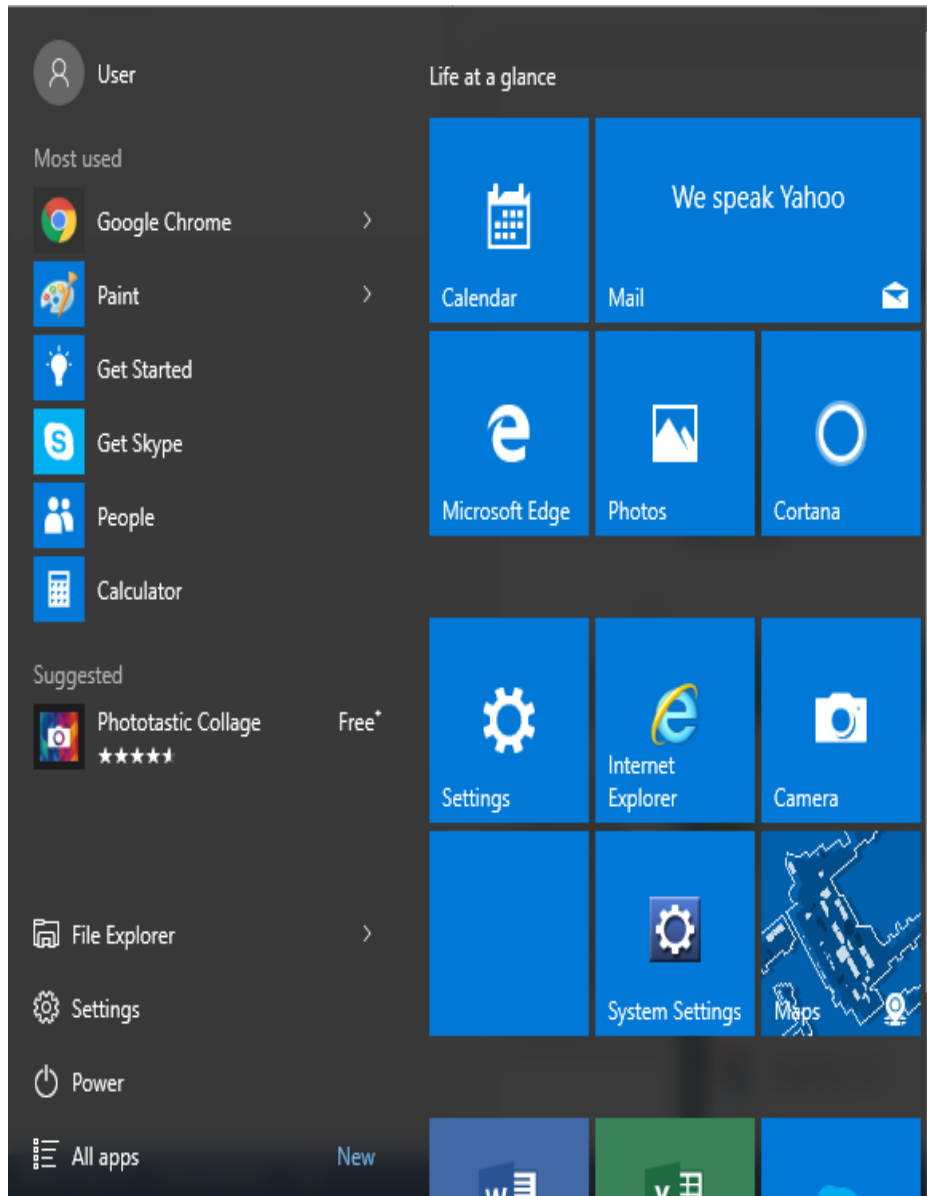 User
Most used
Google Chrome
Paint
Get Started
Get Skype
People
Calculator
Suggested
Phototastic Collage Free*
File Explorer
Settings
Power
All apps New
Life at a glance
We speak Yahoo
Calendar
Mail
Microsoft Edge
Photos
Cortana
Settings
Internet
Explorer
Camera
System Settings
Maps